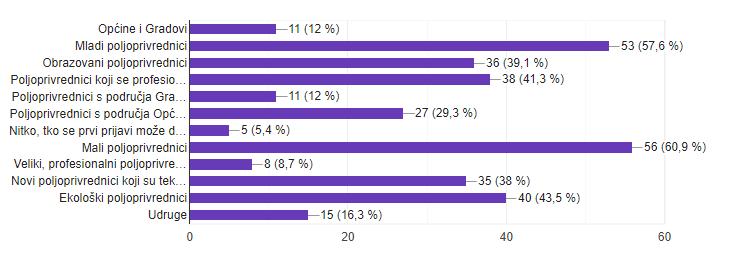 Općine i Gradovi 11 (12 %)
Mladi poljoprivrednici 53 (57,6 %)
Obrazovani poljoprivrednici 36 (39,1 %)
Poljoprivrednici koji se profesio… 38 (41,3 %)
Poljoprivrednici s područja Gra… 11 (12 %)
Poljoprivrednici s područja Opć… 27 (29,3 %)
Nitko, tko se prvi prijavi može d… 5 (5,4 %)
Mali poljoprivrednici 56 (60,9 %)
Veliki, profesionalni poljoprivre… 8 (8,7 %)
Novi poljoprivrednici koji su tek… 35 (38 %)
Ekološki poljoprivrednici 40 (43,5 %)
Udruge 15 (16,3 %)
0 20 40 60